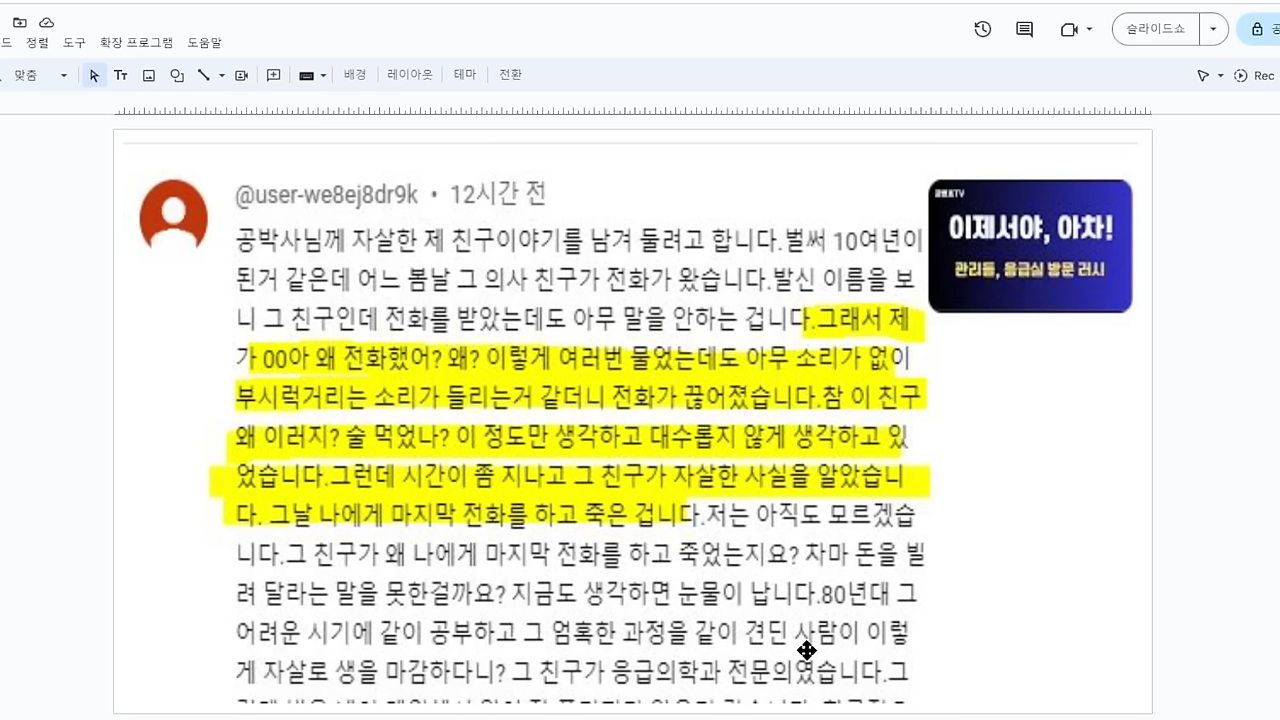 드 정렬 도구 확장 프로그램 도움말
슬라이드쇼
맞춤
배경 레이아웃 테마 전환
Rec
@user-we8ej8dr9k • 12시간 전
공박사님께 자살한 제 친구이야기를 남겨 둘려고 합니다.벌써 10여년이
된거 같은데 어느 봄날 그 의사 친구가 전화가 왔습니다.발신 이름을 보
니 그 친구인데 전화를 받았는데도 아무 말을 안하는 겁니다.그래서 제
가 00아 왜 전화했어? 왜? 이렇게 여러번 물었는데도 아무 소리가 없이
부시럭거리는 소리가 들리는거 같더니 전화가 끊어졌습니다.참 이 친구
왜 이러지? 술 먹었나? 이 정도만 생각하고 대수롭지 않게 생각하고 있
었습니다.그런데 시간이 좀 지나고 그 친구가 자살한 사실을 알았습니
다. 그날 나에게 마지막 전화를 하고 죽은 겁니다.저는 아직도 모르겠습
니다.그 친구가 왜 나에게 마지막 전화를 하고 죽었는지요? 차마 돈을 빌
려 달라는 말을 못한걸까요? 지금도 생각하면 눈물이 납니다.80년대 그
어려운 시기에 같이 공부하고 그 엄혹한 과정을 같이 견딘 사람이 이렇
게 자살로 생을 마감하다니? 그 친구가 응급의학과 전문의였습니다.그
이제서야, 아차!
관리들, 응급실 방문 러시